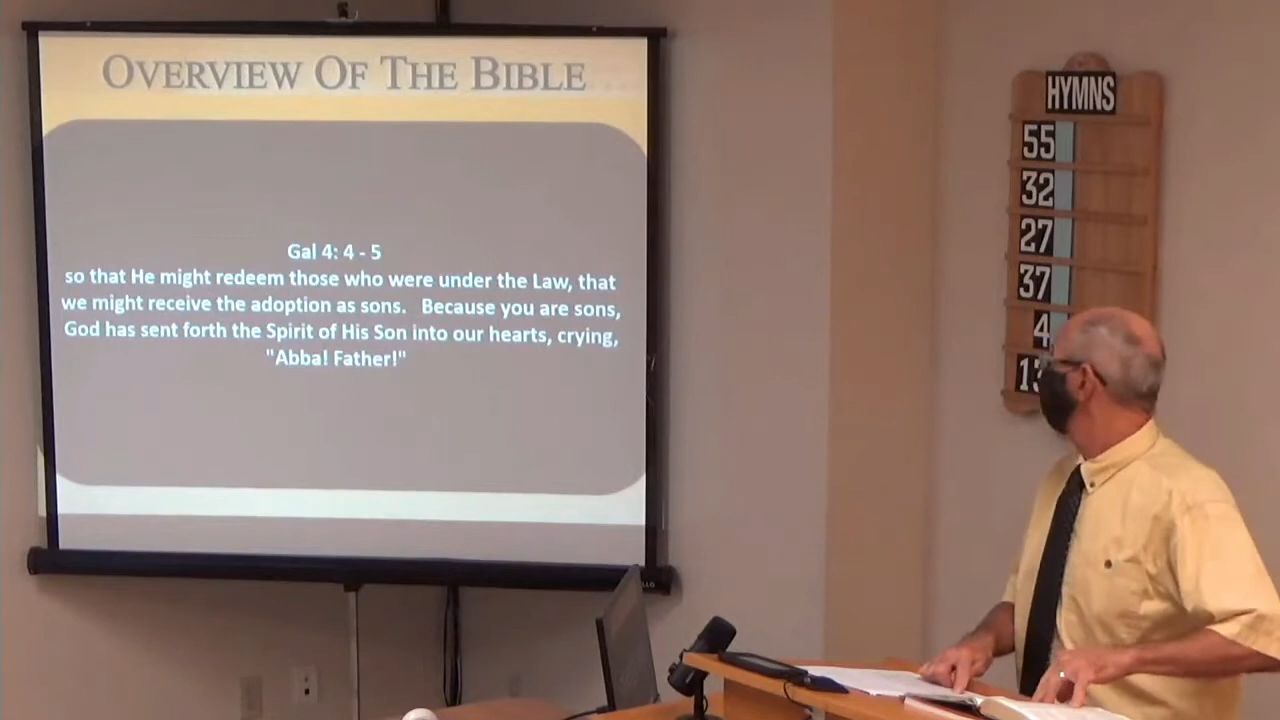 OVERVIEW OF THE BIBLE
Gal 4: 4 - 5
so that He might redeem those who were under the Law, that
we might receive the adoption as sons.   Because you are sons,
God has sent forth the Spirit of His Son into our hearts, crying,
"Abba! Father!"
HYMNS
55
32
27
37
4